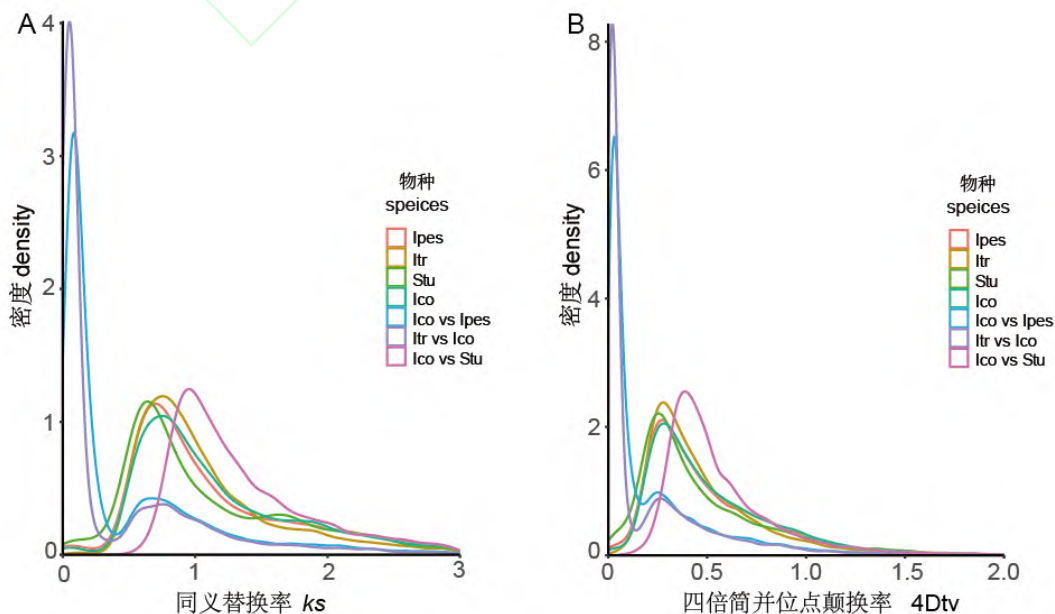 A
4
3
2
1
0
0
1
2
3
密度 density
同义替换率 ks
物种
speices
Ipes
Itr
Stu
Ico
Ico vs Ipes
Itr vs Ico
Ico vs Stu
B
8
6
4
2
0
0
0.5
1.0
1.5
2.0
密度 density
四倍简并位点颠换率 4Dtv
物种
speices
Ipes
Itr
Stu
Ico
Ico vs Ipes
Itr vs Ico
Ico vs Stu